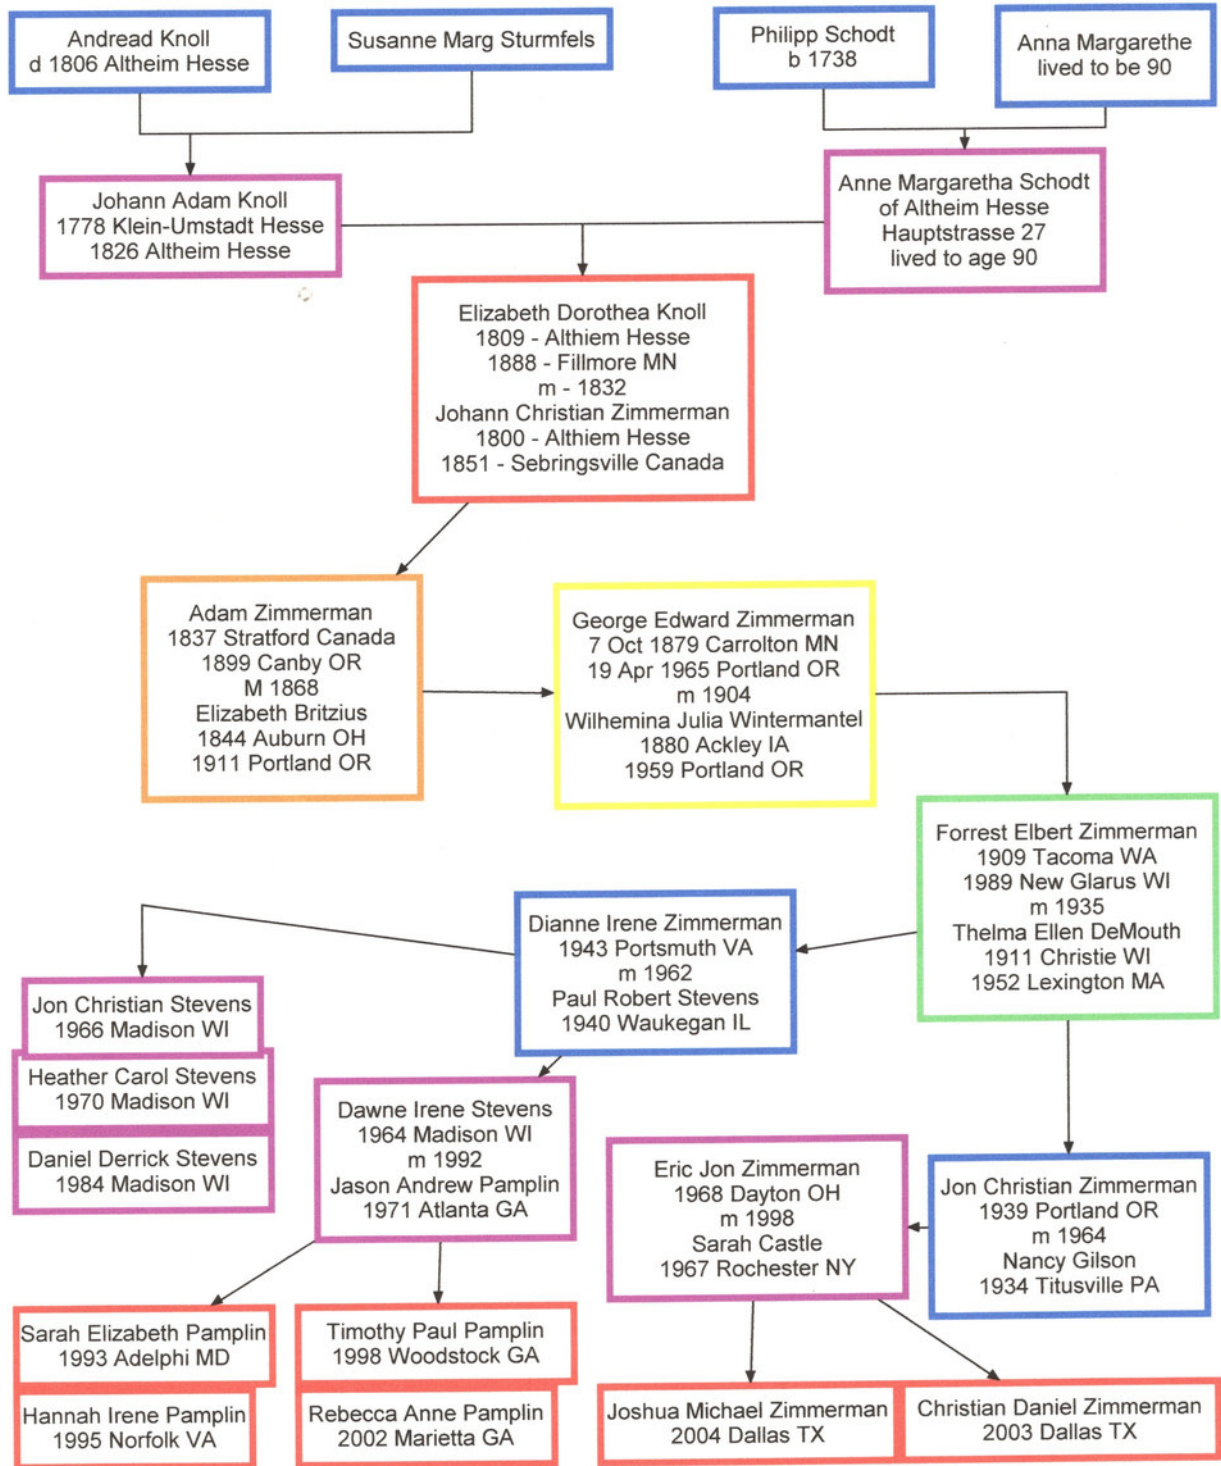 Andread Knoll
d 1806 Altheim Hesse
Susanne Marg Sturmfels
Philipp Schodt
b 1738
Anna Margarethe
lived to be 90
Johann Adam Knoll
1778 Klein-Umstadt Hesse
1826 Altheim Hesse
Anne Margaretha Schodt
of Altheim Hesse
Hauptstrasse 27
lived to age 90
Elizabeth Dorothea Knoll
1809 - Althiem Hesse
1888 - Fillmore MN
m - 1832
Johann Christian Zimmerman
1800 - Althiem Hesse
1851 - Sebringsville Canada
Adam Zimmerman
1837 Stratford Canada
1899 Canby OR
M 1868
Elizabeth Britzius
1844 Auburn OH
1911 Portland OR
George Edward Zimmerman
7 Oct 1879 Carrolton MN
19 Apr 1965 Portland OR
m 1904
Wilhemina Julia Wintermantel
1880 Ackley IA
1959 Portland OR
Forrest Elbert Zimmerman
1909 Tacoma WA
1989 New Glarus WI
m 1935
Thelma Ellen DeMouth
1911 Christie WI
1952 Lexington MA
Dianne Irene Zimmerman
1943 Portsmuth VA
m 1962
Paul Robert Stevens
1940 Waukegan IL
Jon Christian Stevens
1966 Madison WI
Heather Carol Stevens
1970 Madison WI
Daniel Derrick Stevens
1984 Madison WI
Dawne Irene Stevens
1964 Madison WI
m 1992
Jason Andrew Pamplin
1971 Atlanta GA
Eric Jon Zimmerman
1968 Dayton OH
m 1998
Sarah Castle
1967 Rochester NY
Jon Christian Zimmerman
1939 Portland OR
m 1964
Nancy Gilson
1934 Titusville PA
Sarah Elizabeth Pamplin
1993 Adelphi MD
Hannah Irene Pamplin
1995 Norfolk VA
Timothy Paul Pamplin
1998 Woodstock GA
Rebecca Anne Pamplin
2002 Marietta GA
Joshua Michael Zimmerman
2004 Dallas TX
Christian Daniel Zimmerman
2003 Dallas TX